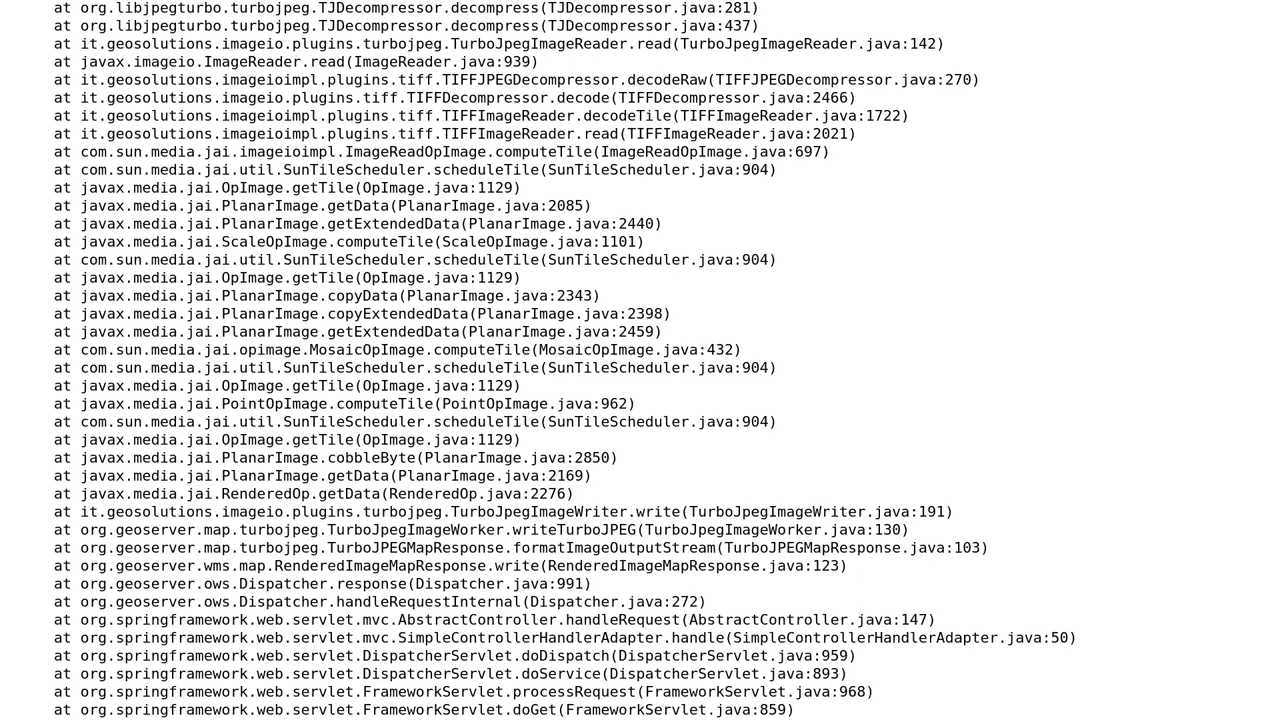 at org.libjpegturbo.turbojpeg.TJDecompressor.decompress(TJDecompressor.java:281)
at org.libjpegturbo.turbojpeg.TJDecompressor.decompress(TJDecompressor.java:437)
at it.geosolutions.imageio.plugins.turbojpeg.TurboJpegImageReader.read(TurboJpegImageReader.java:142)
at javax.imageio.ImageReader.read(ImageReader.java:939)
at it.geosolutions.imageioimpl.plugins.tiff.TIFFJPEGDecompressor.decodeRaw(TIFFJPEGDecompressor.java:270)
at it.geosolutions.imageio.plugins.tiff.TIFFDecompressor.decode(TIFFDecompressor.java:2466)
at it.geosolutions.imageioimpl.plugins.tiff.TIFFImageReader.decodeTile(TIFFImageReader.java:1722)
at it.geosolutions.imageioimpl.plugins.tiff.TIFFImageReader.read(TIFFImageReader.java:2021)
at com.sun.media.jai.imageioimpl.ImageReadOpImage.computeTile(ImageReadOpImage.java:697)
at com.sun.media.jai.util.SunTileScheduler.scheduleTile(SunTileScheduler.java:904)
at javax.media.jai.OpImage.getTile(OpImage.java:1129)
at javax.media.jai.PlanarImage.getData(PlanarImage.java:2085)
at javax.media.jai.PlanarImage.getExtendedData(PlanarImage.java:2440)
at javax.media.jai.ScaleOpImage.computeTile(ScaleOpImage.java:1101)
at com.sun.media.jai.util.SunTileScheduler.scheduleTile(SunTileScheduler.java:904)
at javax.media.jai.OpImage.getTile(OpImage.java:1129)
at javax.media.jai.PlanarImage.copyData(PlanarImage.java:2343)
at javax.media.jai.PlanarImage.copyExtendedData(PlanarImage.java:2398)
at javax.media.jai.PlanarImage.getExtendedData(PlanarImage.java:2459)
at com.sun.media.jai.opimage.MosaicOpImage.computeTile(MosaicOpImage.java:432)
at com.sun.media.jai.util.SunTileScheduler.scheduleTile(SunTileScheduler.java:904)
at javax.media.jai.OpImage.getTile(OpImage.java:1129)
at javax.media.jai.PointOpImage.computeTile(PointOpImage.java:962)
at com.sun.media.jai.util.SunTileScheduler.scheduleTile(SunTileScheduler.java:904)
at javax.media.jai.OpImage.getTile(OpImage.java:1129)
at javax.media.jai.PlanarImage.cobbleByte(PlanarImage.java:2850)
at javax.media.jai.PlanarImage.getData(PlanarImage.java:2169)
at javax.media.jai.RenderedOp.getData(RenderedOp.java:2276)
at it.geosolutions.imageio.plugins.turbojpeg.TurboJpegImageWriter.write(TurboJpegImageWriter.java:191)
at org.geoserver.map.turbojpeg.TurboJpegImageWorker.writeTurboJPEG(TurboJpegImageWorker.java:130)
at org.geoserver.map.turbojpeg.TurboJPEGMapResponse.formatImageOutputStream(TurboJPEGMapResponse.java:103)
at org.geoserver.wms.map.RenderedImageMapResponse.write(RenderedImageMapResponse.java:123)
at org.geoserver.ows.Dispatcher.response(Dispatcher.java:991)
at org.geoserver.ows.Dispatcher.handleRequestInternal(Dispatcher.java:272)
at org.springframework.web.servlet.mvc.AbstractController.handleRequest(AbstractController.java:147)
at org.springframework.web.servlet.mvc.SimpleControllerHandlerAdapter.handle(SimpleControllerHandlerAdapter.java:50)
at org.springframework.web.servlet.DispatcherServlet.doDispatch(DispatcherServlet.java:959)
at org.springframework.web.servlet.DispatcherServlet.doService(DispatcherServlet.java:893)
at org.springframework.web.servlet.FrameworkServlet.processRequest(FrameworkServlet.java:968)
at org.springframework.web.servlet.FrameworkServlet.doGet(FrameworkServlet.java:859)